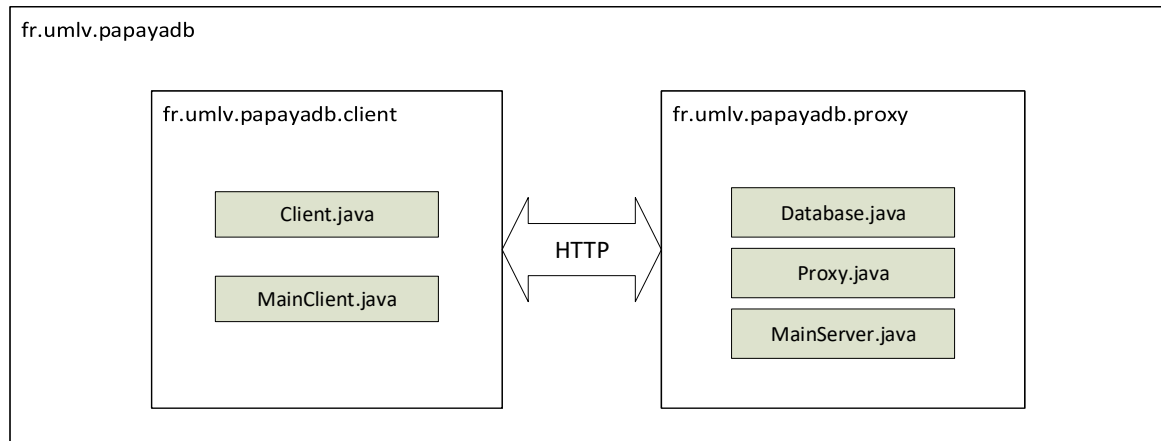 fr.umlv.papayadb
fr.umlv.papayadb.client
Client.java
MainClient.java
HTTP
fr.umlv.papayadb.proxy
Database.java
Proxy.java
MainServer.java